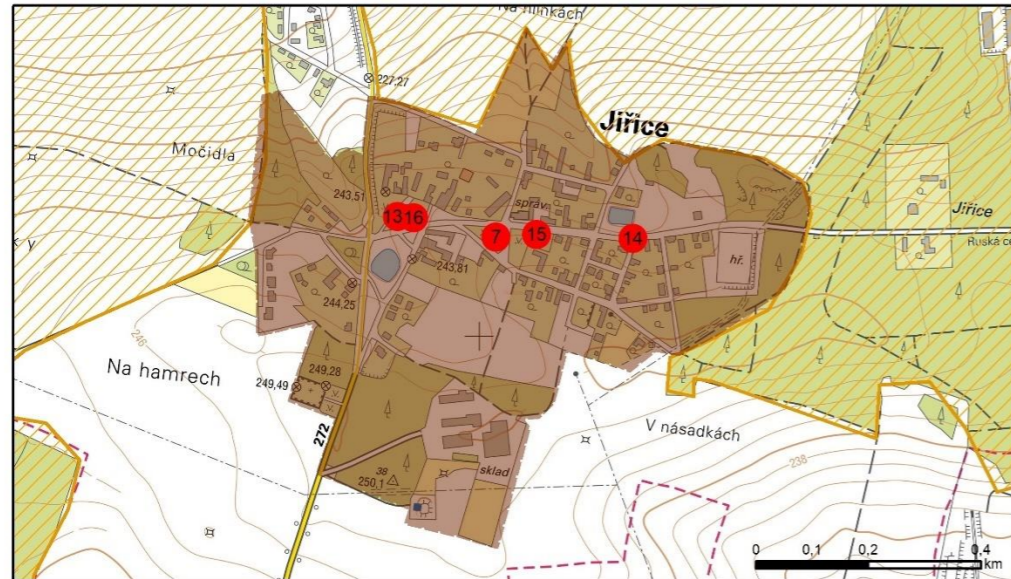 Na hlinkách
227,27
Jiřice
Močidla
243,51
správ.
13
16
7
15
14
Jiřice
k y
243,81
hř.
244,25
246
Na hamrech
249,28
249,49
V násadkách
272
238
38
250,1
sklad
0 0,1 0,2 0,4
km